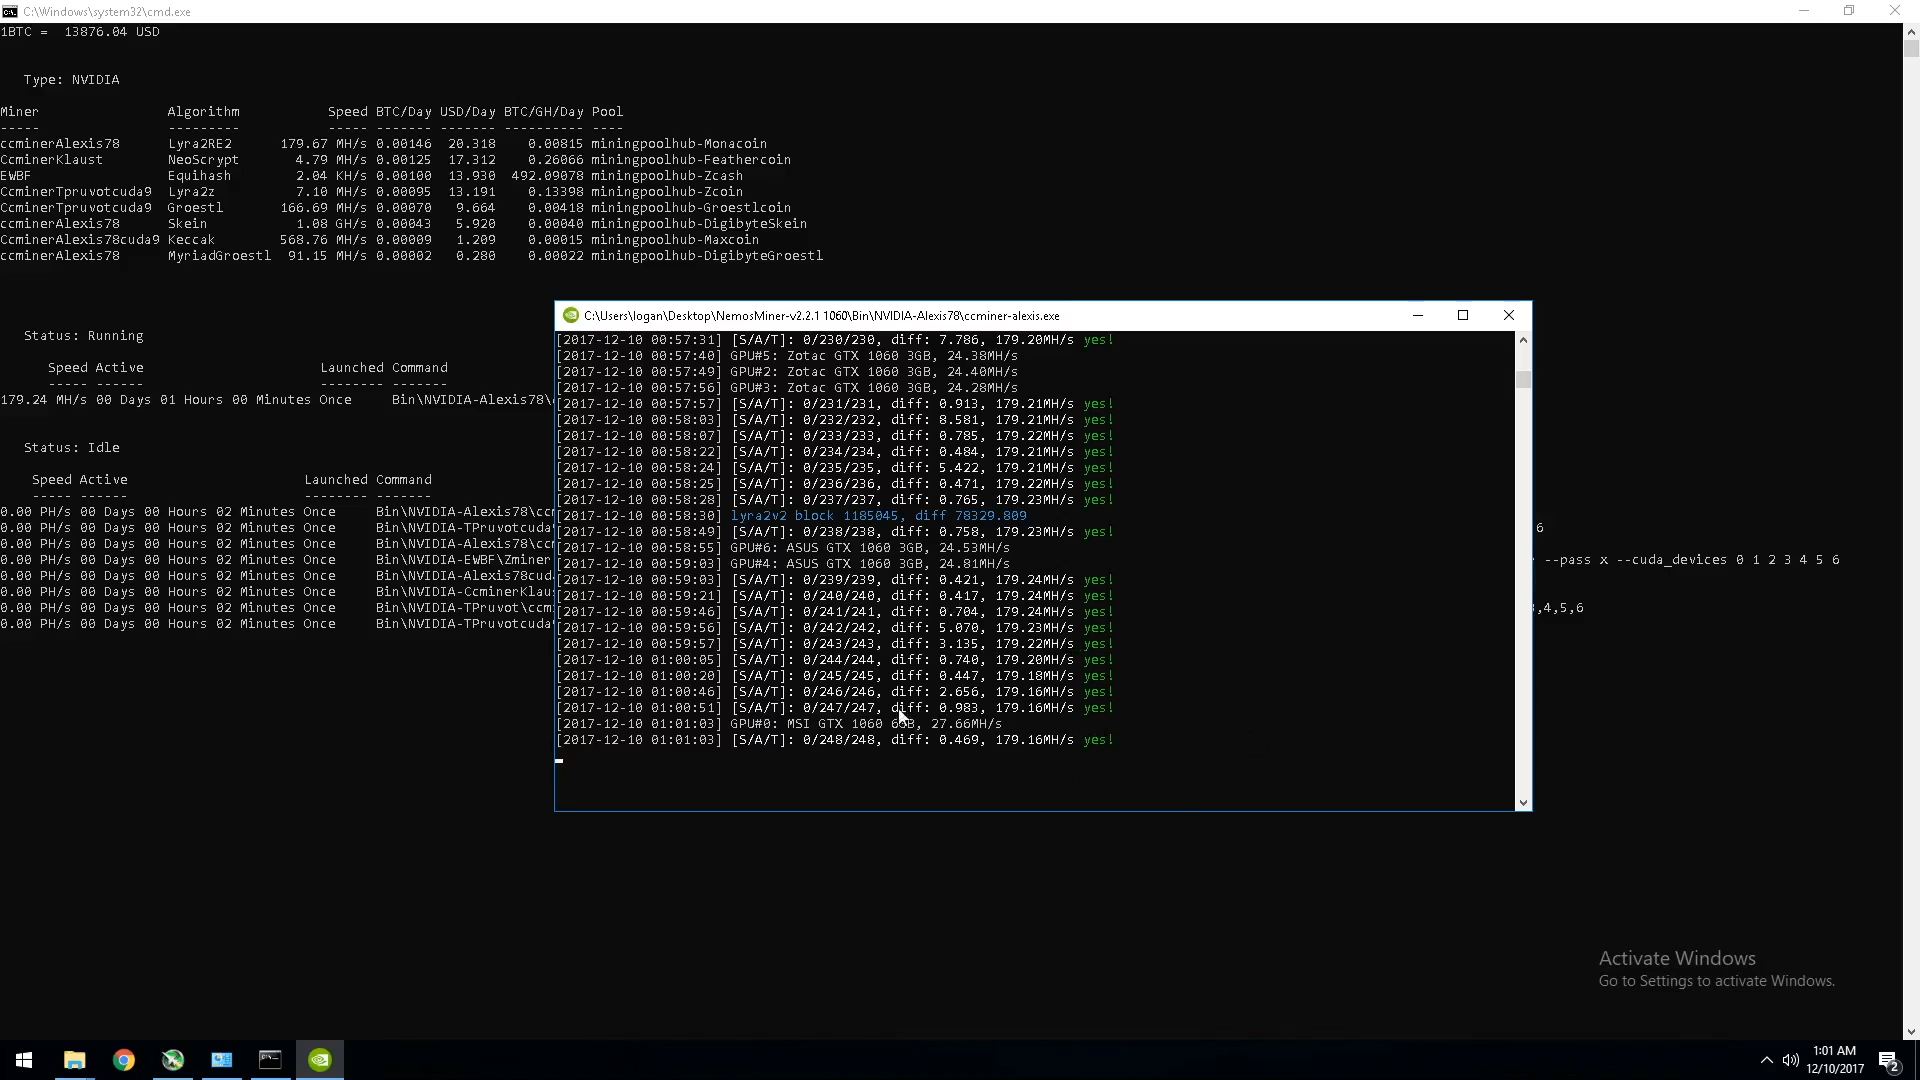 C:\Windows\system32\cmd.exe
1BTC =  13876.04 USD
Type: NVIDIA
Miner Algorithm Speed BTC/Day USD/Day BTC/GH/Day Pool
----- --------- ----- ------- ------- ---------- ----
ccminerAlexis78 Lyra2RE2 179.67 MH/s 0.00146 20.318 0.00815 miningpoolhub-Monacoin
CcminerKlaust NeoScrypt 4.79 MH/s 0.00125 17.312 0.26066 miningpoolhub-Feathercoin
EWBF Equihash 2.04 KH/s 0.00100 13.930 492.09078 miningpoolhub-Zcash
CcminerTpruvotcuda9 Lyra2z 7.10 MH/s 0.00095 13.191 0.13398 miningpoolhub-Zcoin
CcminerTpruvotcuda9 Groestl 166.69 MH/s 0.00070 9.664 0.00418 miningpoolhub-Groestlcoin
ccminerAlexis78 Skein 1.08 GH/s 0.00043 5.920 0.00040 miningpoolhub-DigibyteSkein
CcminerAlexis78cuda9 Keccak 568.76 MH/s 0.00009 1.209 0.00015 miningpoolhub-Maxcoin
ccminerAlexis78 MyriadGroestl 91.15 MH/s 0.00002 0.280 0.00022 miningpoolhub-DigibyteGroestl
Status: Running
Speed Active Launched Command
----- ------ -------- -------
179.24 MH/s 00 Days 01 Hours 00 Minutes Once Bin\NVIDIA-Alexis78\
Status: Idle
Speed Active Launched Command
----- ------ -------- -------
0.00 PH/s 00 Days 00 Hours 02 Minutes Once Bin\NVIDIA-Alexis78\cc
0.00 PH/s 00 Days 00 Hours 02 Minutes Once Bin\NVIDIA-TPruvotcuda 6
0.00 PH/s 00 Days 00 Hours 02 Minutes Once Bin\NVIDIA-Alexis78\cc
0.00 PH/s 00 Days 00 Hours 02 Minutes Once Bin\NVIDIA-EWBF\Zminer --pass x --cuda_devices 0 1 2 3 4 5 6
0.00 PH/s 00 Days 00 Hours 02 Minutes Once Bin\NVIDIA-Alexis78cud
0.00 PH/s 00 Days 00 Hours 02 Minutes Once Bin\NVIDIA-CcminerKlau
0.00 PH/s 00 Days 00 Hours 02 Minutes Once Bin\NVIDIA-TPruvot\ccm ,4,5,6
0.00 PH/s 00 Days 00 Hours 02 Minutes Once Bin\NVIDIA-TPruvotcuda
C:\Users\logan\Desktop\NemosMiner-v2.2.1 1060\Bin\NVIDIA-Alexis78\ccminer-alexis.exe
[2017-12-10 00:57:31] [S/A/T]: 0/230/230, diff: 7.786, 179.20MH/s yes!
[2017-12-10 00:57:40] GPU#5: Zotac GTX 1060 3GB, 24.38MH/s
[2017-12-10 00:57:49] GPU#2: Zotac GTX 1060 3GB, 24.40MH/s
[2017-12-10 00:57:56] GPU#3: Zotac GTX 1060 3GB, 24.28MH/s
[2017-12-10 00:57:57] [S/A/T]: 0/231/231, diff: 0.913, 179.21MH/s yes!
[2017-12-10 00:58:03] [S/A/T]: 0/232/232, diff: 8.581, 179.21MH/s yes!
[2017-12-10 00:58:07] [S/A/T]: 0/233/233, diff: 0.785, 179.22MH/s yes!
[2017-12-10 00:58:22] [S/A/T]: 0/234/234, diff: 0.484, 179.21MH/s yes!
[2017-12-10 00:58:24] [S/A/T]: 0/235/235, diff: 5.422, 179.21MH/s yes!
[2017-12-10 00:58:25] [S/A/T]: 0/236/236, diff: 0.471, 179.22MH/s yes!
[2017-12-10 00:58:28] [S/A/T]: 0/237/237, diff: 0.765, 179.23MH/s yes!
[2017-12-10 00:58:30] lyra2v2 block 1185045, diff 78329.809
[2017-12-10 00:58:49] [S/A/T]: 0/238/238, diff: 0.758, 179.23MH/s yes!
[2017-12-10 00:58:55] GPU#6: ASUS GTX 1060 3GB, 24.53MH/s
[2017-12-10 00:59:03] GPU#4: ASUS GTX 1060 3GB, 24.81MH/s
[2017-12-10 00:59:03] [S/A/T]: 0/239/239, diff: 0.421, 179.24MH/s yes!
[2017-12-10 00:59:21] [S/A/T]: 0/240/240, diff: 0.417, 179.24MH/s yes!
[2017-12-10 00:59:46] [S/A/T]: 0/241/241, diff: 0.704, 179.24MH/s yes!
[2017-12-10 00:59:56] [S/A/T]: 0/242/242, diff: 5.070, 179.23MH/s yes!
[2017-12-10 00:59:57] [S/A/T]: 0/243/243, diff: 3.135, 179.22MH/s yes!
[2017-12-10 01:00:05] [S/A/T]: 0/244/244, diff: 0.740, 179.20MH/s yes!
[2017-12-10 01:00:20] [S/A/T]: 0/245/245, diff: 0.447, 179.18MH/s yes!
[2017-12-10 01:00:46] [S/A/T]: 0/246/246, diff: 2.656, 179.16MH/s yes!
[2017-12-10 01:00:51] [S/A/T]: 0/247/247, diff: 0.983, 179.16MH/s yes!
[2017-12-10 01:01:03] GPU#0: MSI GTX 1060 6GB, 27.66MH/s
[2017-12-10 01:01:03] [S/A/T]: 0/248/248, diff: 0.469, 179.16MH/s yes!
Activate Windows
Go to Settings to activate Windows.
1:01 AM
12/10/2017
2